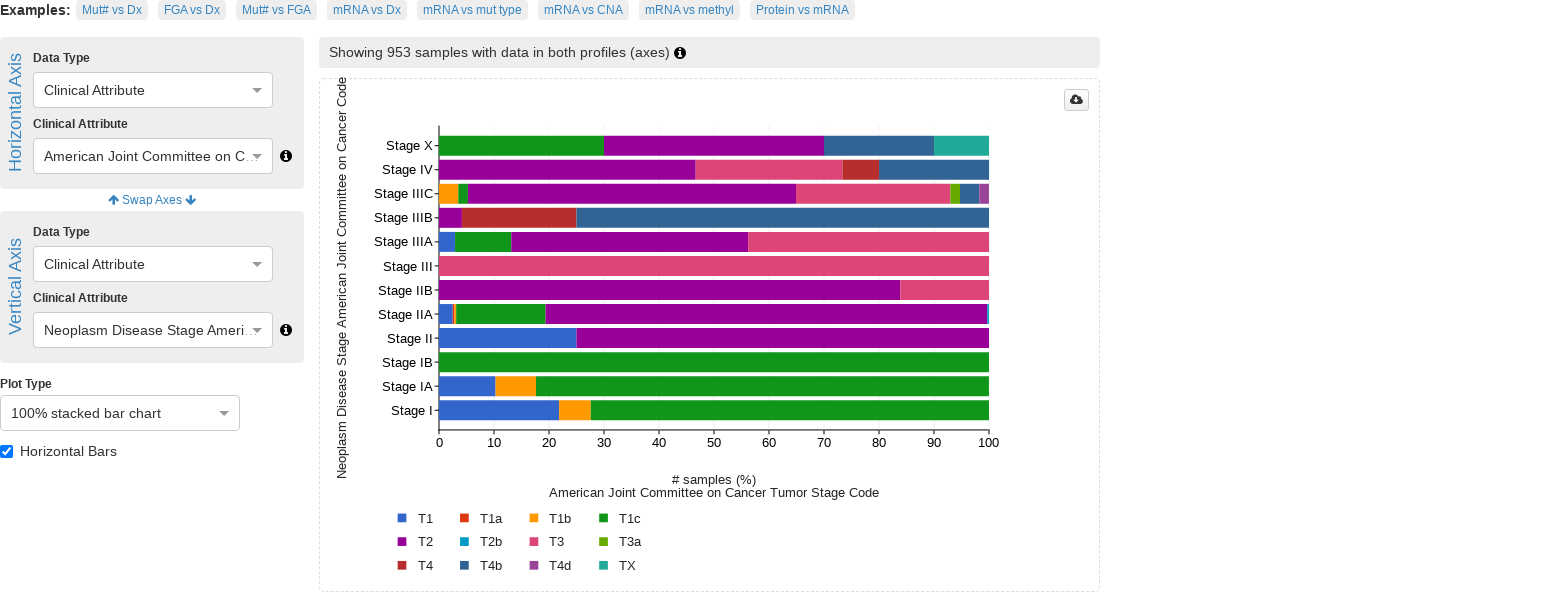 Examples: Mut# vs Dx FGA vs Dx Mut# vs FGA mRNA vs Dx mRNA vs mut type mRNA vs CNA mRNA vs methyl Protein vs mRNA
Horizontal Axis
Data Type
Clinical Attribute
Clinical Attribute
American Joint Committee on C...
Swap Axes
Vertical Axis
Data Type
Clinical Attribute
Clinical Attribute
Neoplasm Disease Stage Ameri...
Plot Type
100% stacked bar chart
Horizontal Bars
Showing 953 samples with data in both profiles (axes)
Neoplasm Disease Stage American Joint Committee on Cancer Code
Stage X
Stage IV
Stage IIIC
Stage IIIB
Stage IIIA
Stage III
Stage IIB
Stage IIA
Stage II
Stage IB
Stage IA
Stage I
0 10 20 30 40 50 60 70 80 90 100
# samples (%)
American Joint Committee on Cancer Tumor Stage Code
T1 T1a T1b T1c
T2 T2b T3 T3a
T4 T4b T4d TX